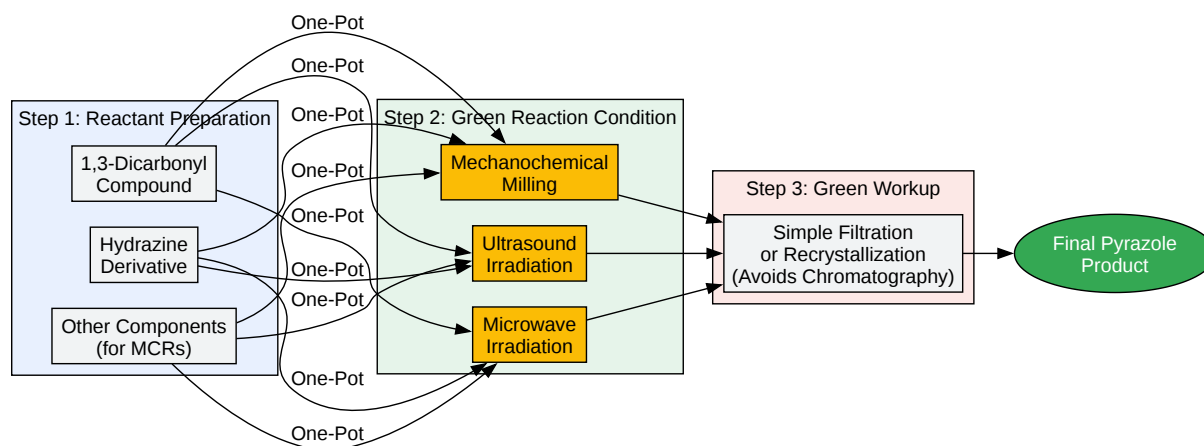 One-Pot
One-Pot
One-Pot
One-Pot
One-Pot
One-Pot
One-Pot
One-Pot
One-Pot
Step 1: Reactant Preparation
1,3-Dicarbonyl
Compound
Hydrazine
Derivative
Other Components
(for MCRs)
Step 2: Green Reaction Condition
Mechanochemical
Milling
Ultrasound
Irradiation
Microwave
Irradiation
Step 3: Green Workup
Simple Filtration
or Recrystallization
(Avoids Chromatography)
Final Pyrazole
Product